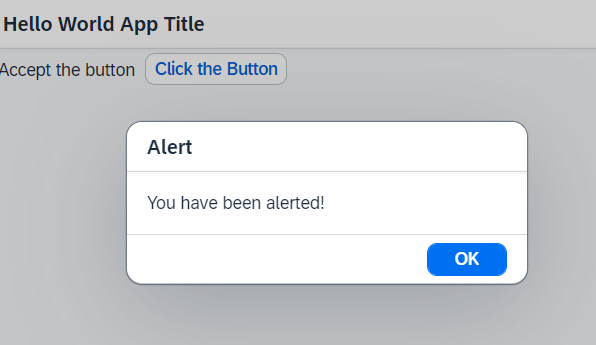 Hello World App Title
Accept the button Click the Button
Alert
You have been alerted!
OK